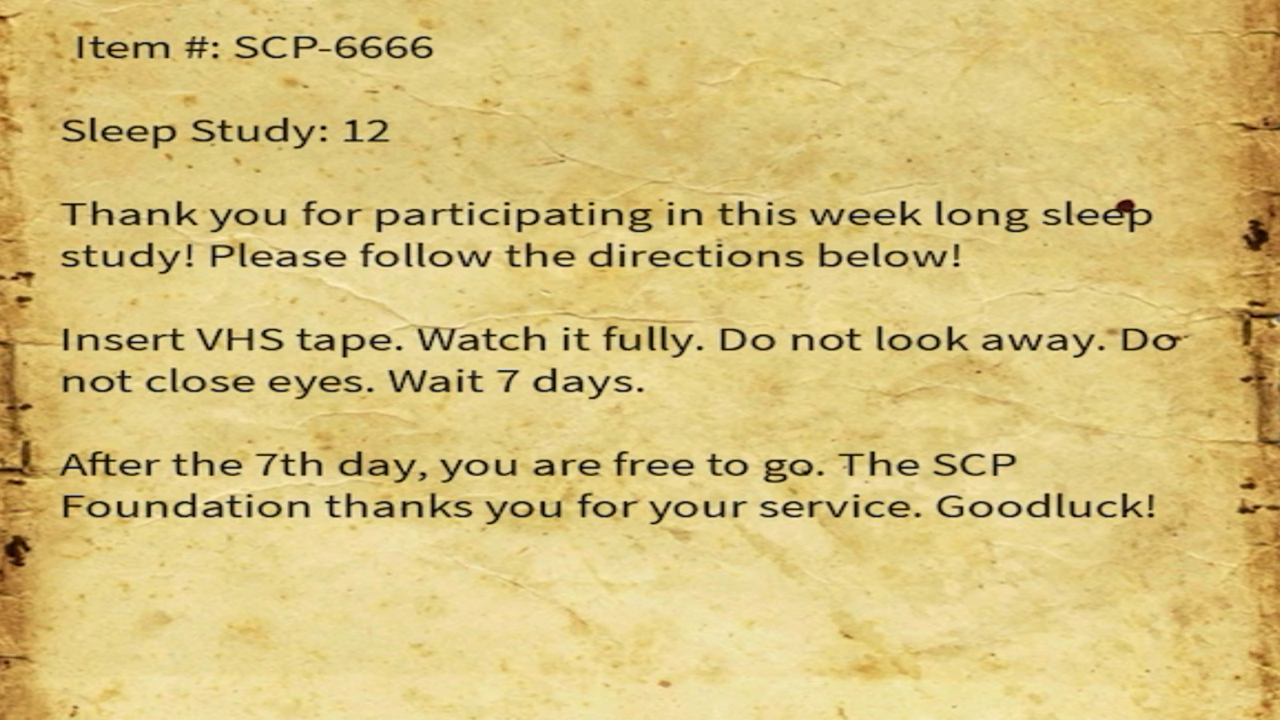 Item #: SCP-6666
Sleep Study: 12
Thank you for participating in this week long sleep
study! Please follow the directions below!
Insert VHS tape. Watch it fully. Do not look away. Do
not close eyes. Wait 7 days.
After the 7th day, you are free to go. The SCP
Foundation thanks you for your service. Goodluck!